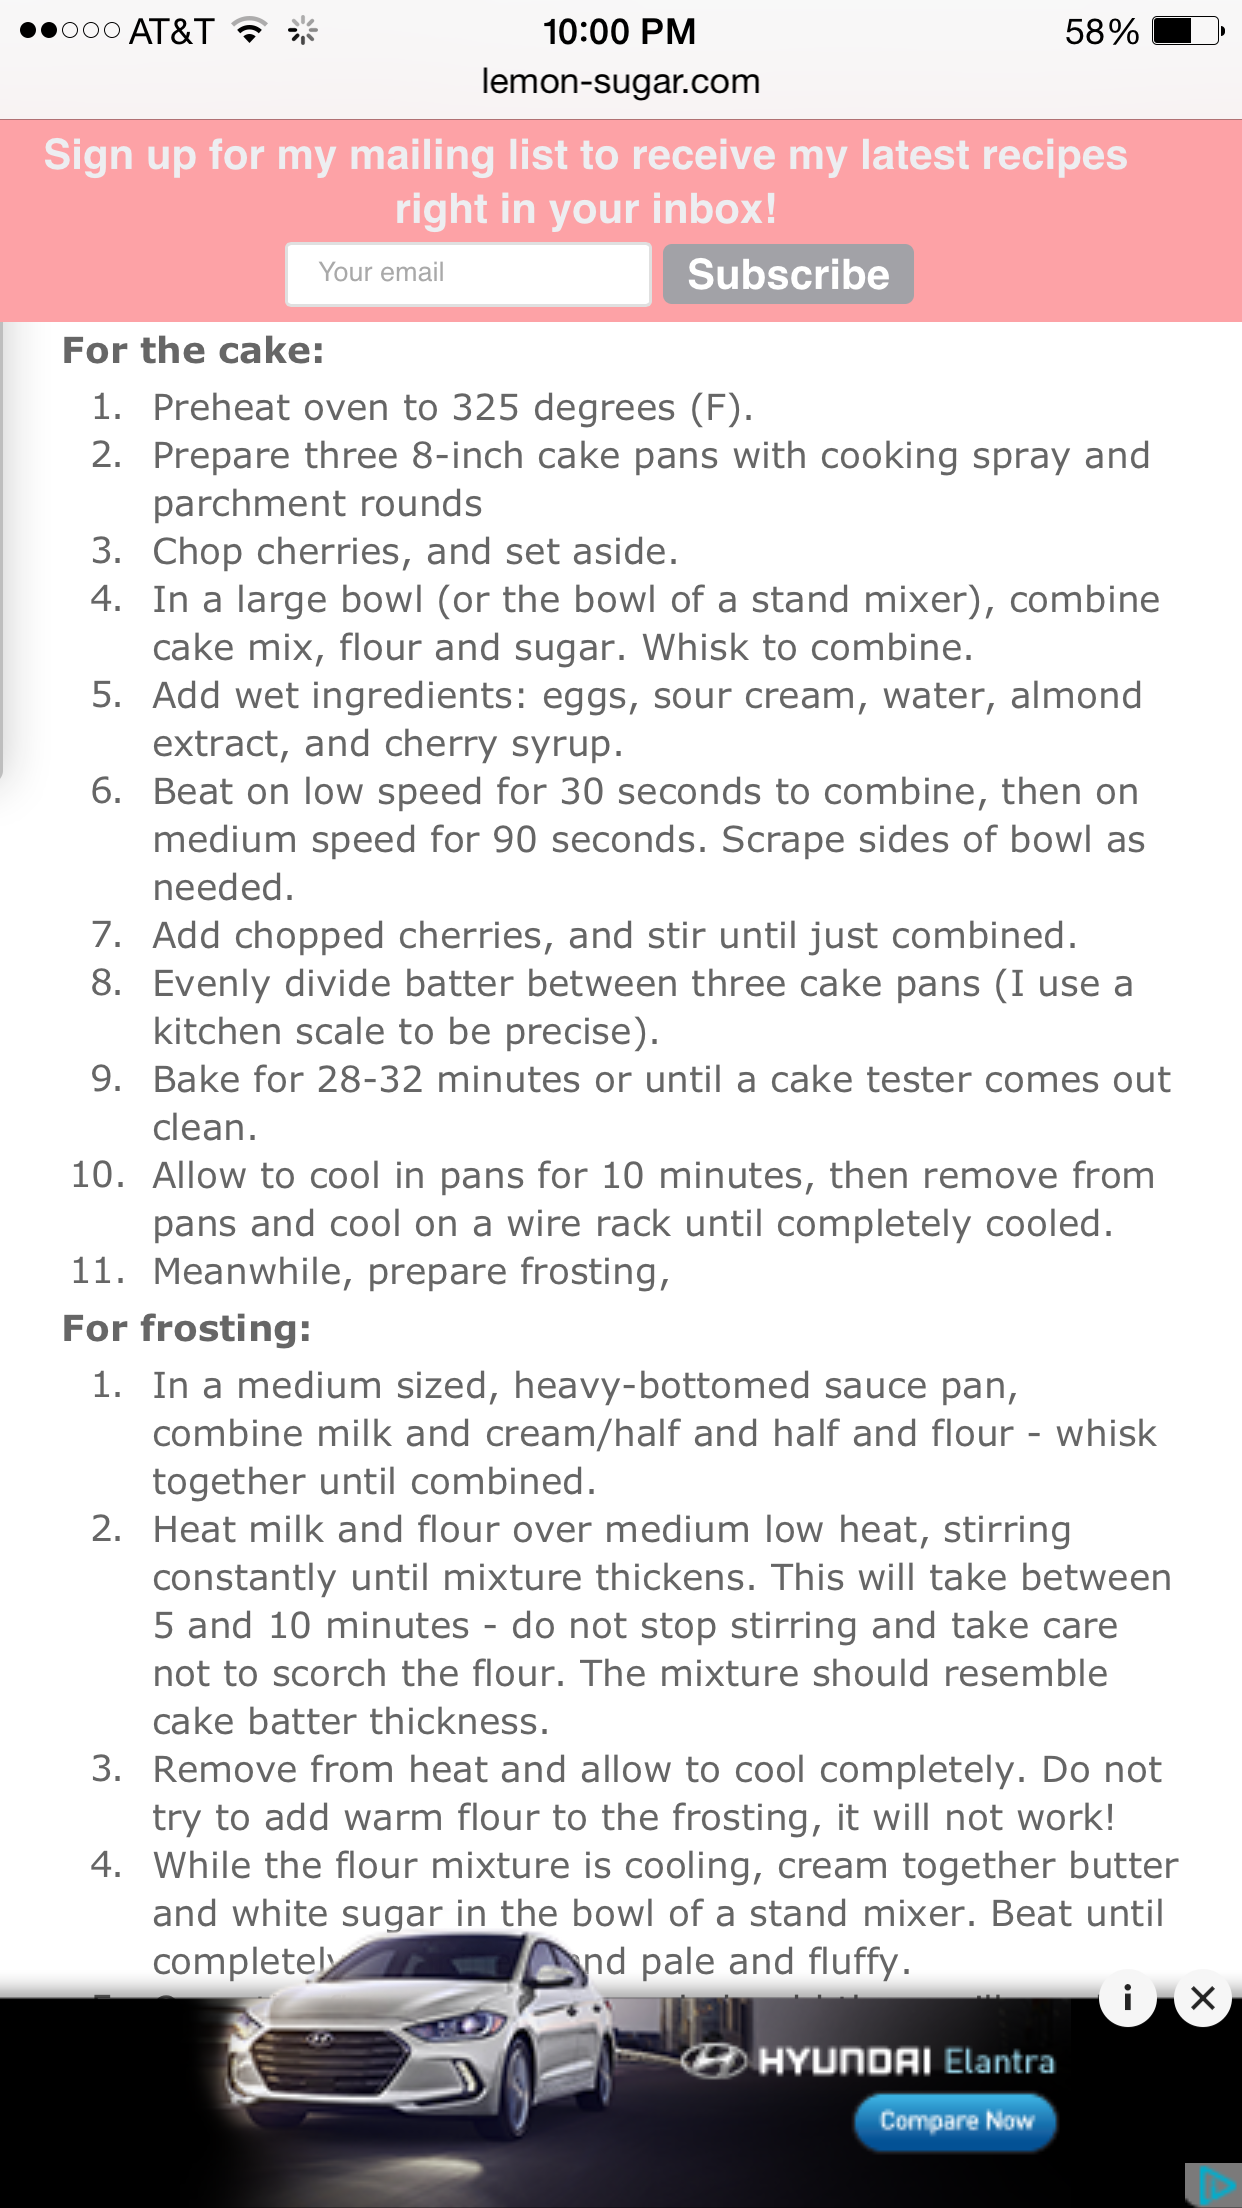 AT&T 10:00 PM 58%
lemon-sugar.com
Sign up for my mailing list to receive my latest recipes
right in your inbox!
Your email Subscribe
For the cake:
1. Preheat oven to 325 degrees (F).
2. Prepare three 8-inch cake pans with cooking spray and
parchment rounds
3. Chop cherries, and set aside.
4. In a large bowl (or the bowl of a stand mixer), combine
cake mix, flour and sugar. Whisk to combine.
5. Add wet ingredients: eggs, sour cream, water, almond
extract, and cherry syrup.
6. Beat on low speed for 30 seconds to combine, then on
medium speed for 90 seconds. Scrape sides of bowl as
needed.
7. Add chopped cherries, and stir until just combined.
8. Evenly divide batter between three cake pans (I use a
kitchen scale to be precise).
9. Bake for 28-32 minutes or until a cake tester comes out
clean.
10. Allow to cool in pans for 10 minutes, then remove from
pans and cool on a wire rack until completely cooled.
11. Meanwhile, prepare frosting,
For frosting:
1. In a medium sized, heavy-bottomed sauce pan,
combine milk and cream/half and half and flour - whisk
together until combined.
2. Heat milk and flour over medium low heat, stirring
constantly until mixture thickens. This will take between
5 and 10 minutes - do not stop stirring and take care
not to scorch the flour. The mixture should resemble
cake batter thickness.
3. Remove from heat and allow to cool completely. Do not
try to add warm flour to the frosting, it will not work!
4. While the flour mixture is cooling, cream together butter
and white sugar in the bowl of a stand mixer. Beat until
pale and fluffy.
HYUNDAI Elantra
Compare Now